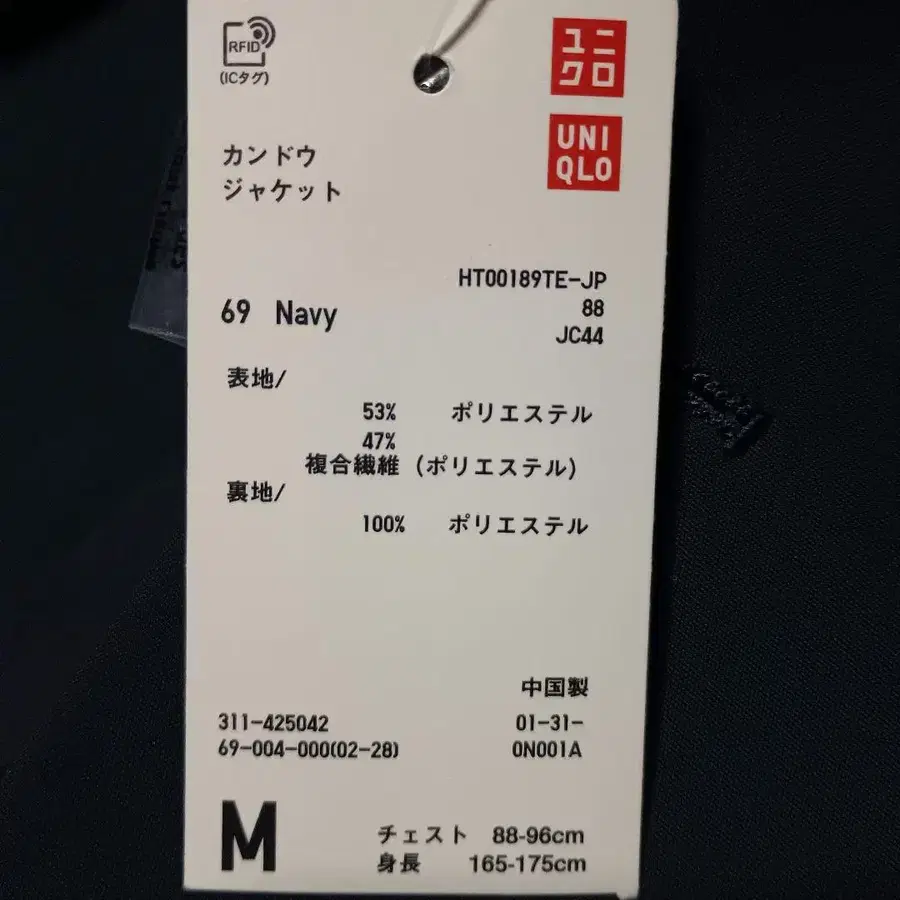 RFID
(ICタグ)
ユニ
クロ
UNI
QLO
カンドウ
ジャケット
HT00189TE-JP
69 Navy
88
JC44
表地/
53% ポリエステル
47%
複合繊維 (ポリエステル)
裏地/
100% ポリエステル
中国製
311-425042
01-31-
69-004-000(02-28)
0N001A
M
チェスト 88-96cm
身長 165-175cm